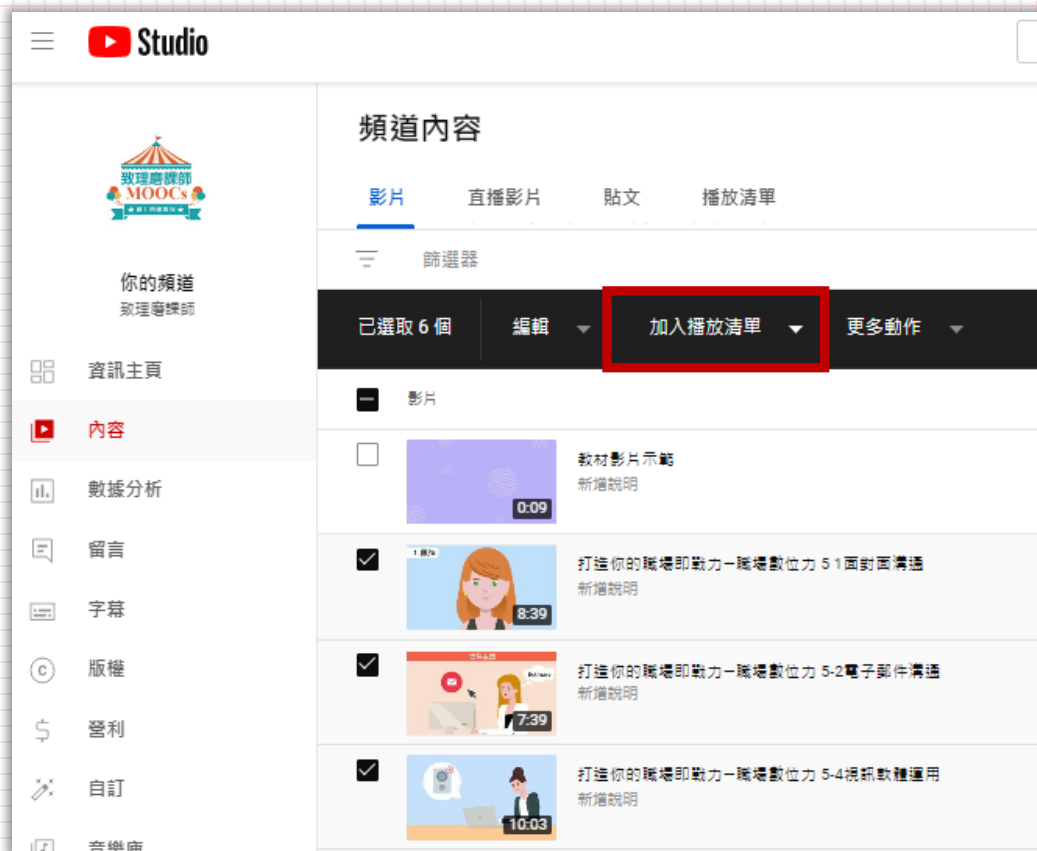 Studio
致理磨課師
MOOCs
你的頻道
致理磨課師
資訊主頁
內容
數據分析
留言
字幕
版權
營利
自訂
音樂庫
頻道內容
影片 直播影片 貼文 播放清單
篩選器
已選取 6 個 編輯 加入播放清單 更多動作
影片
教材影片示範
新增說明
0:09
打造你的職場即戰力—職場數位力 5 1面對面溝通
新增說明
8:39
打造你的職場即戰力—職場數位力 5-2電子郵件溝通
新增說明
7:39
打造你的職場即戰力—職場數位力 5-4視訊軟體運用
新增說明
10:03